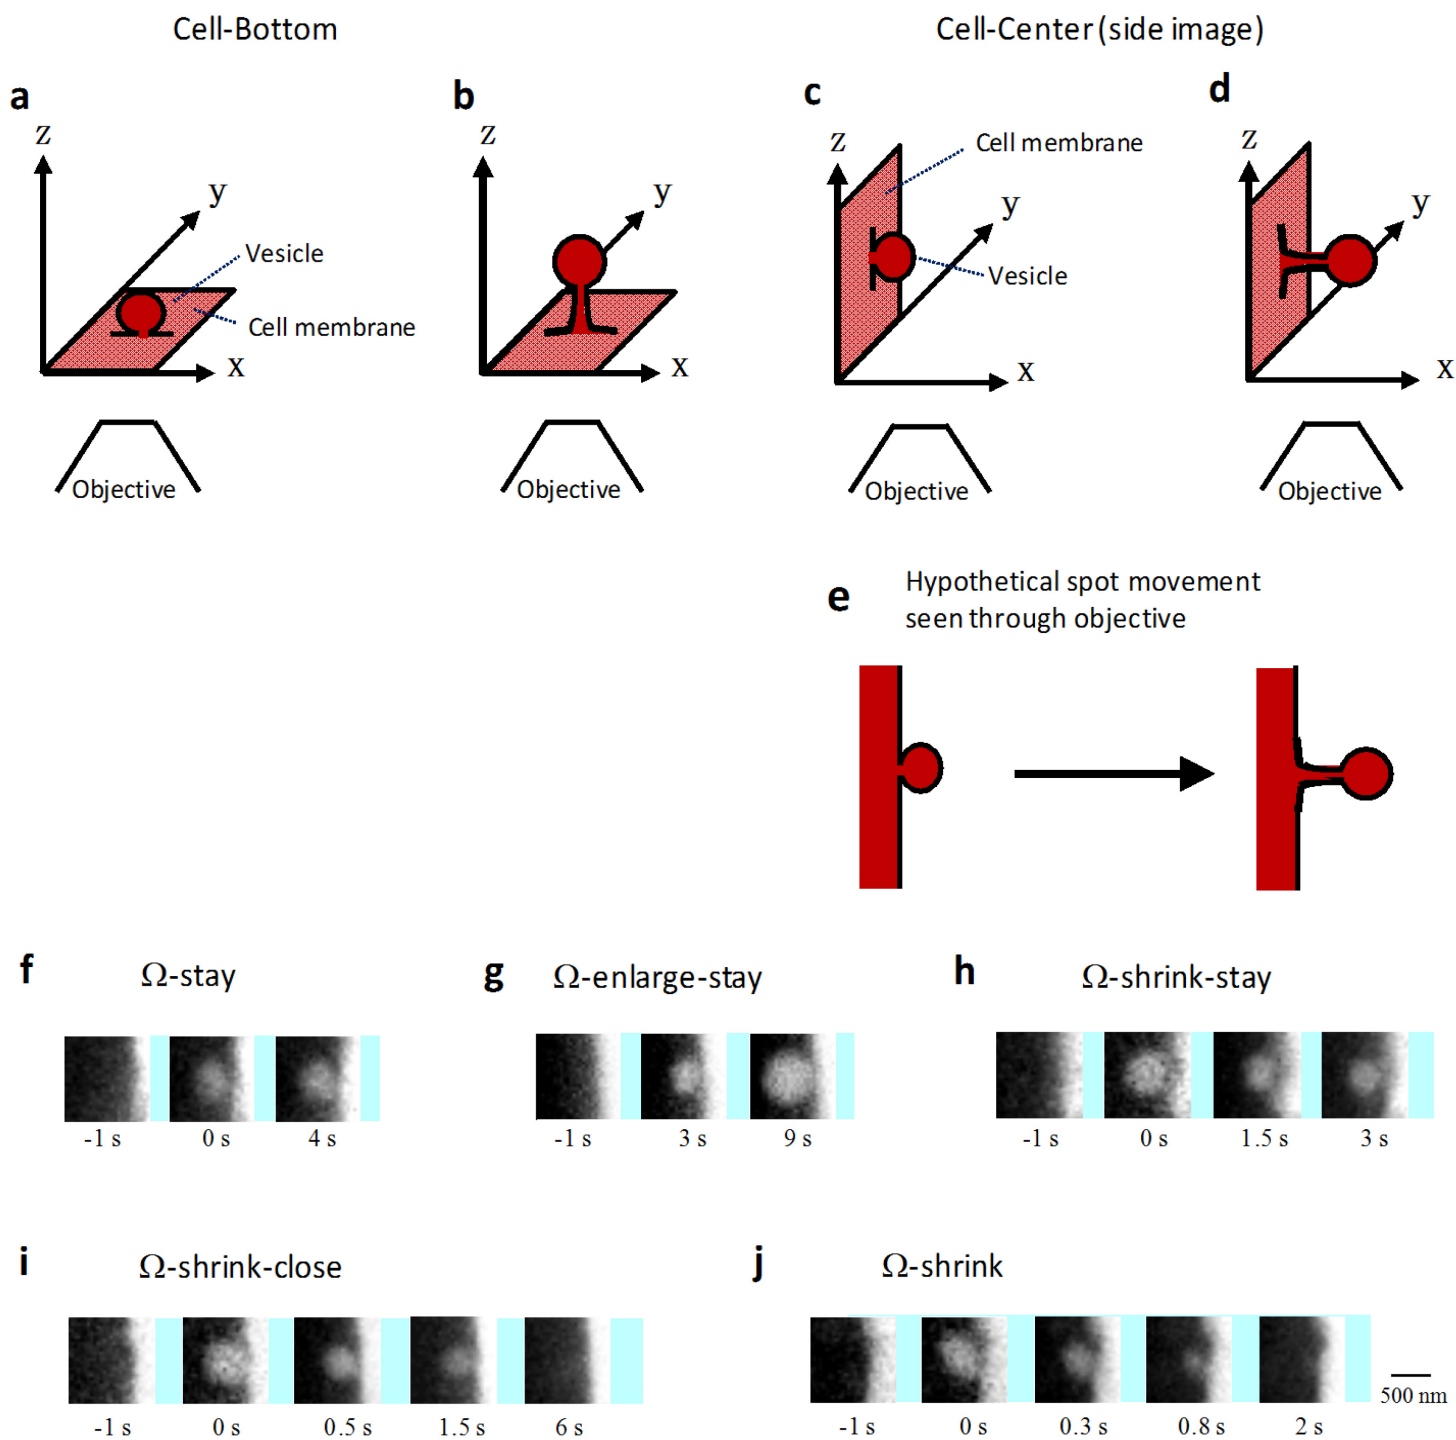 Cell-Bottom
Cell-Center (side image)
a
b
c
d
z
y
Vesicle
Cell membrane
x
Objective
z
y
x
Objective
z
Cell membrane
y
Vesicle
x
Objective
z
y
x
Objective
e
Hypothetical spot movement
seen through objective
f
Ω-stay
-1 s
0 s
4 s
g
Ω-enlarge-stay
-1 s
3 s
9 s
h
Ω-shrink-stay
-1 s
0 s
1.5 s
3 s
i
Ω-shrink-close
-1 s
0 s
0.5 s
1.5 s
6 s
j
Ω-shrink
-1 s
0 s
0.3 s
0.8 s
2 s
500 nm